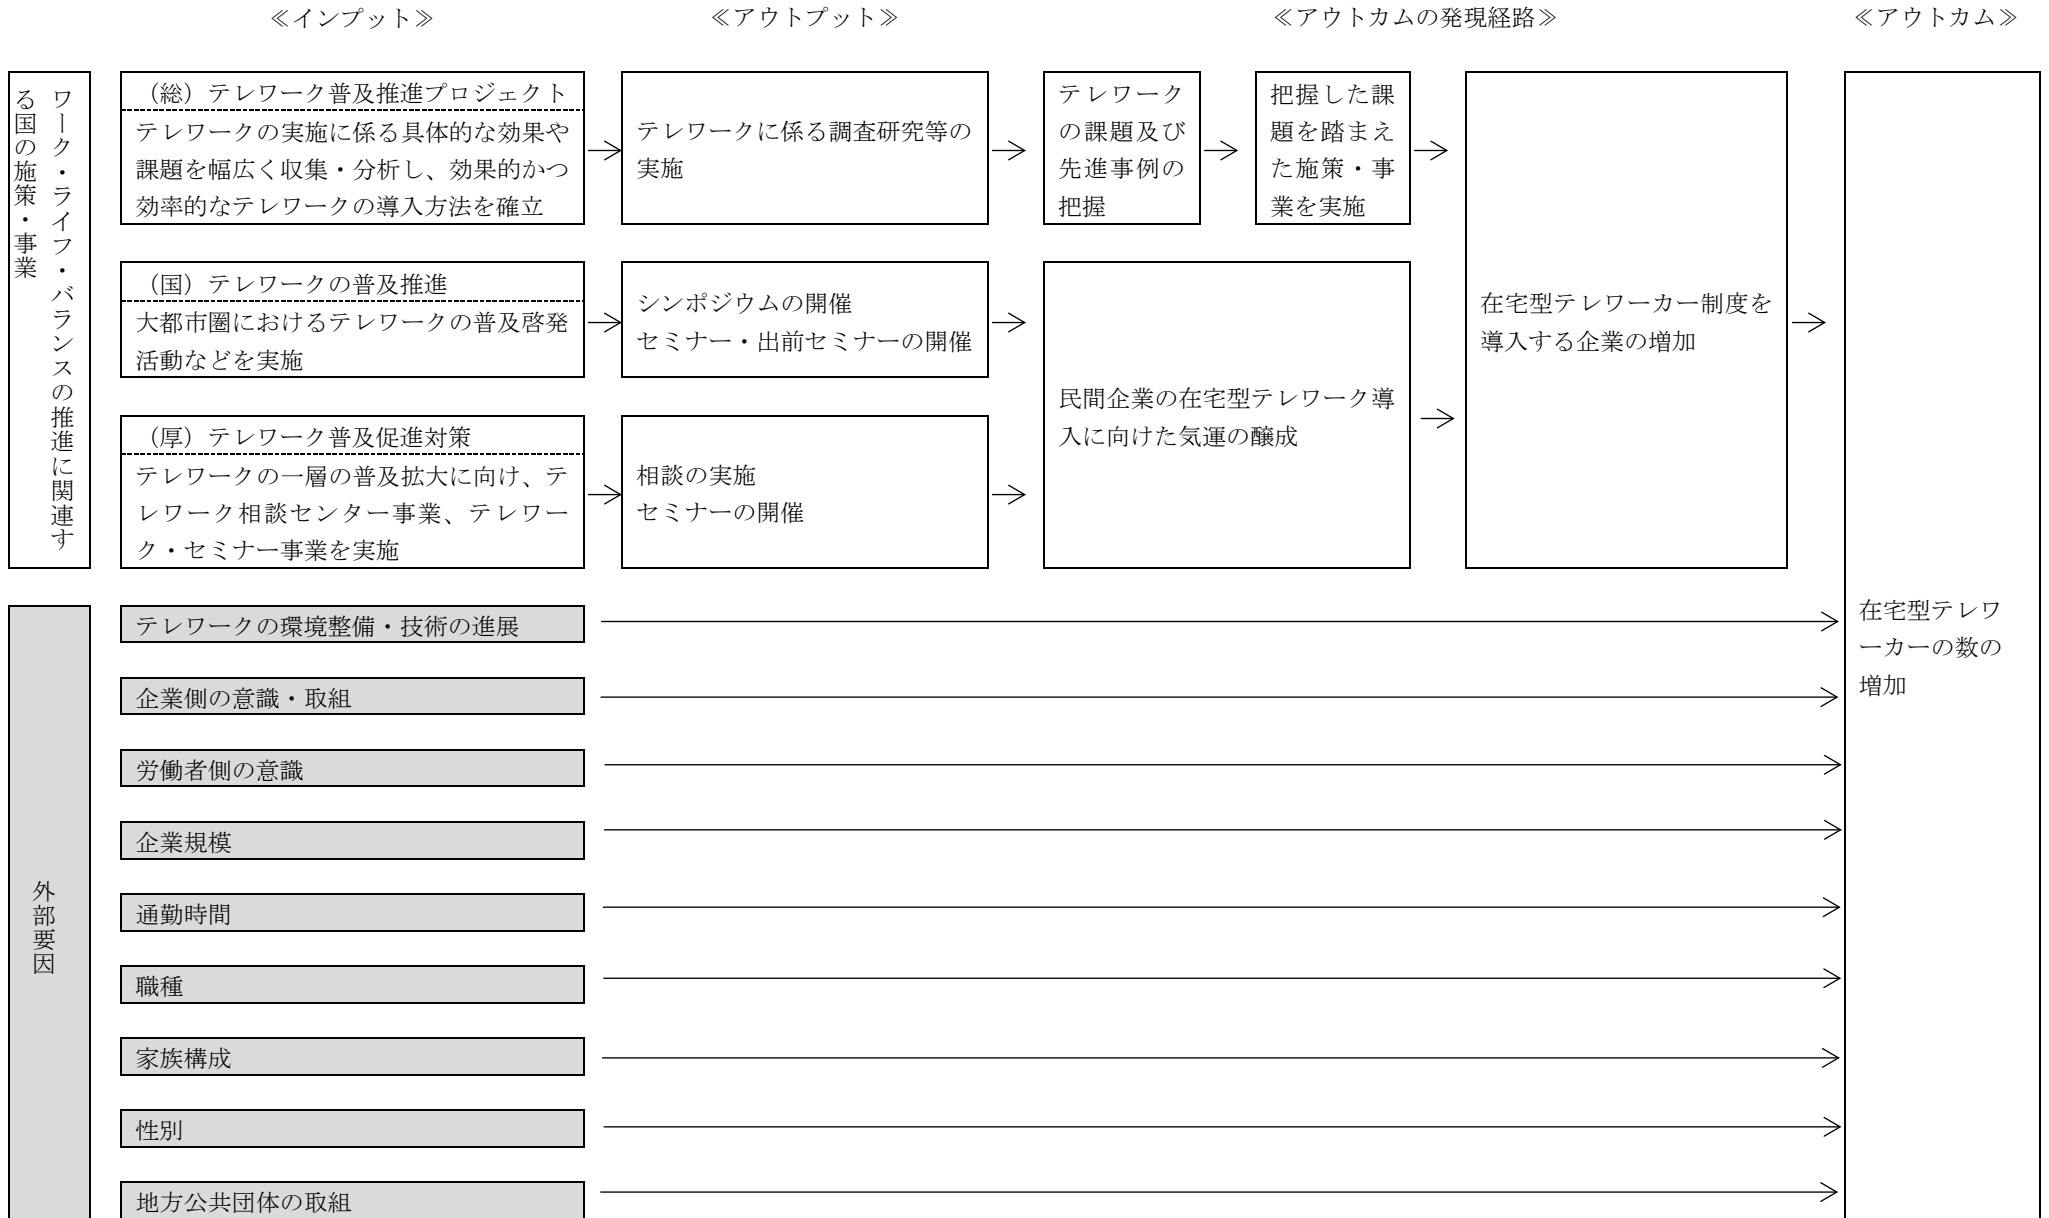 ≪インプット≫
≪アウトプット≫
≪アウトカムの発現経路≫
≪アウトカム≫
ワーク・ライフ・バランスの推進に関連す
る国の施策・事業
（総）テレワーク普及推進プロジェクト
テレワークの実施に係る具体的な効果や
課題を幅広く収集・分析し、効果的かつ
効率的なテレワークの導入方法を確立
テレワークに係る調査研究等の
実施
テレワーク
の課題及び
先進事例の
把握
把握した課
題を踏まえ
た施策・事
業を実施
（国）テレワークの普及推進
大都市圏におけるテレワークの普及啓発
活動などを実施
シンポジウムの開催
セミナー・出前セミナーの開催
（厚）テレワーク普及促進対策
テレワークの一層の普及拡大に向け、テ
レワーク相談センター事業、テレワー
ク・セミナー事業を実施
相談の実施
セミナーの開催
民間企業の在宅型テレワーク導
入に向けた気運の醸成
在宅型テレワーカー制度を
導入する企業の増加
在宅型テレワ
ーカーの数の
増加
外部要因
テレワークの環境整備・技術の進展
企業側の意識・取組
労働者側の意識
企業規模
通勤時間
職種
家族構成
性別
地方公共団体の取組